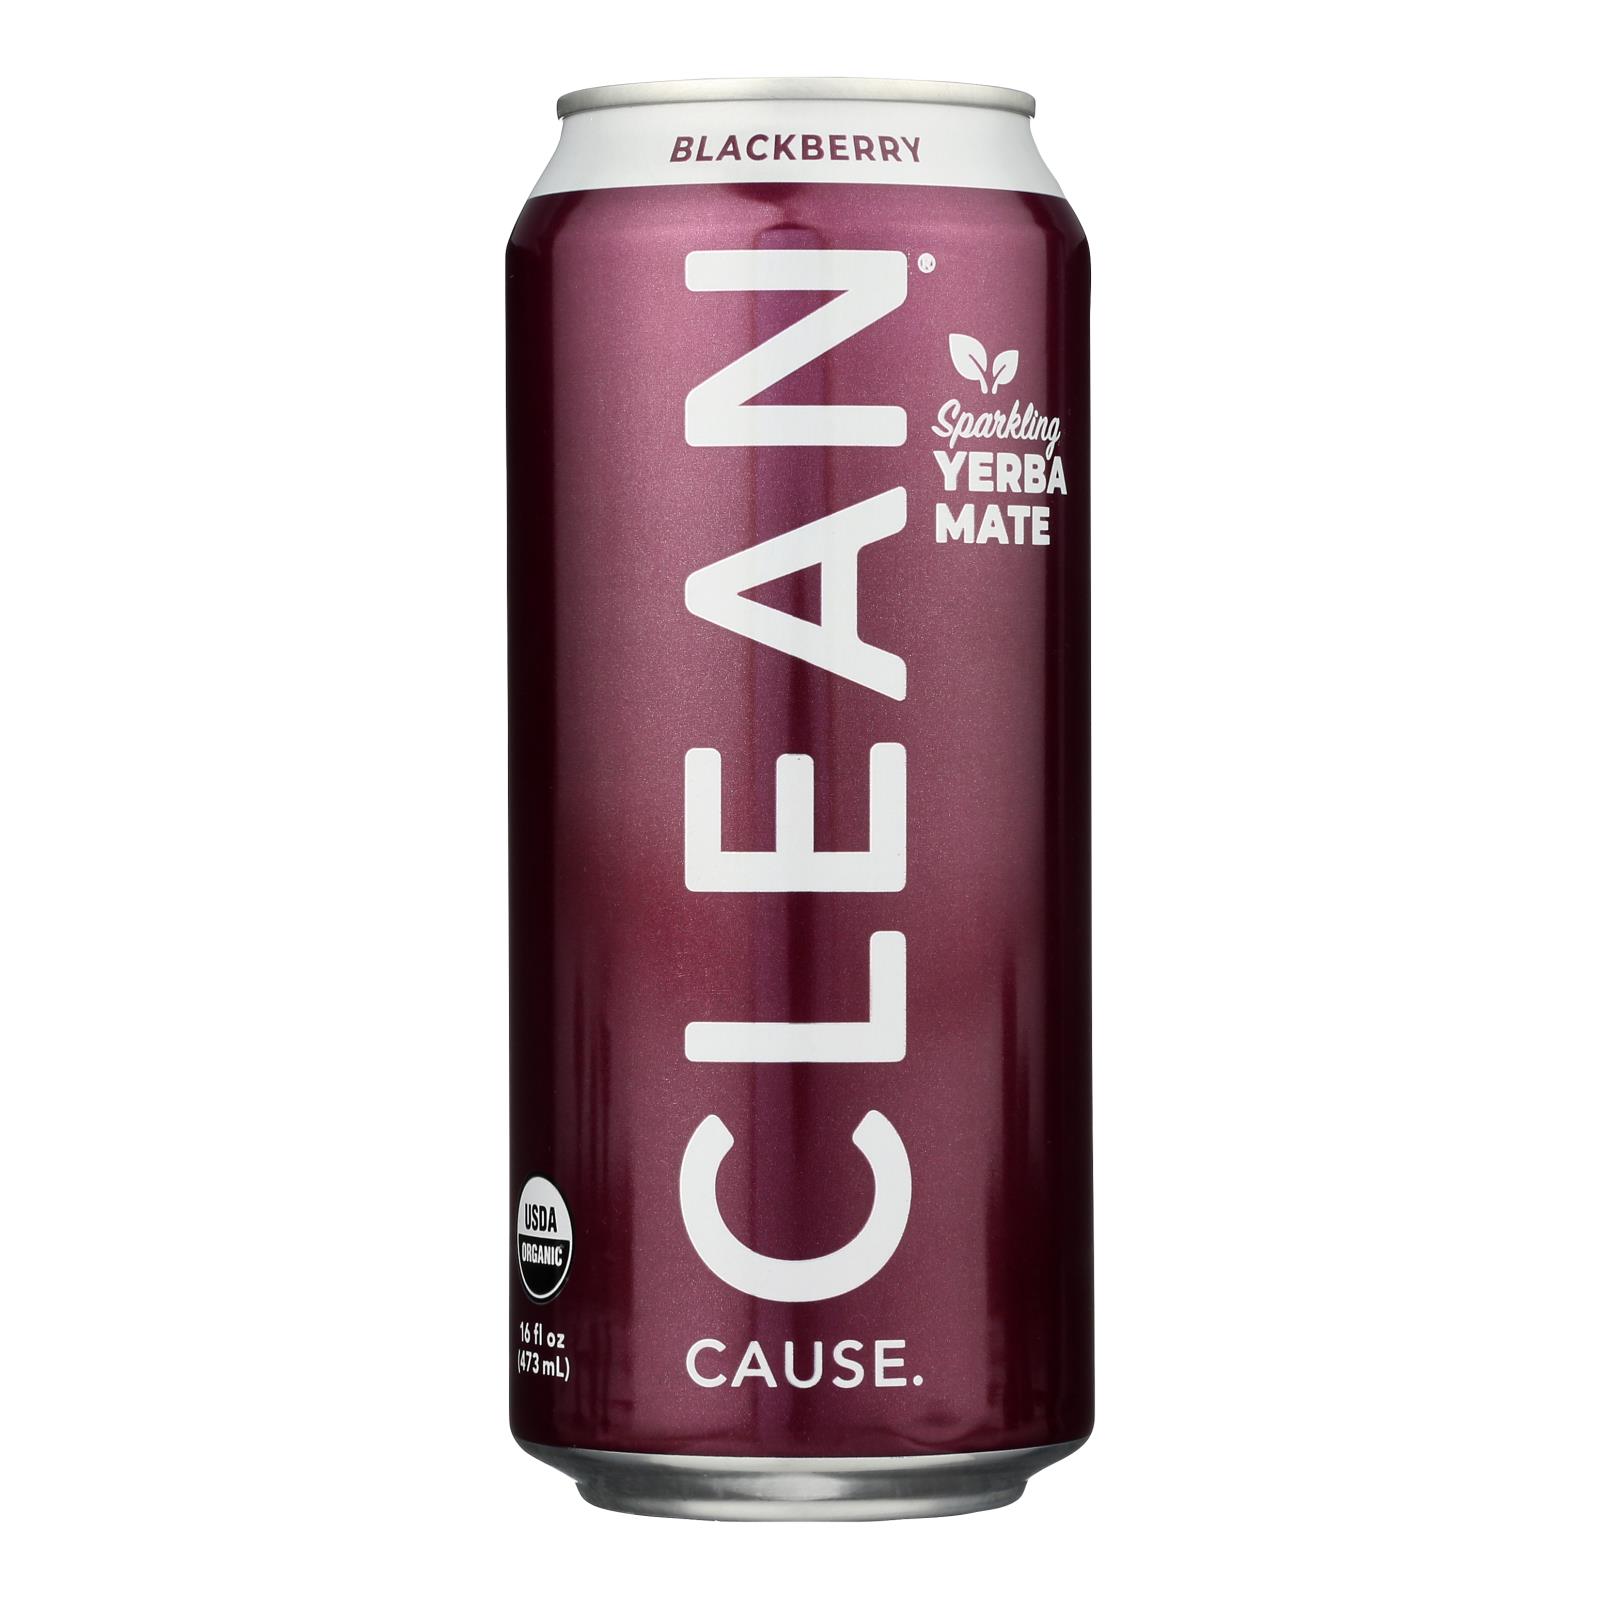 BLACKBERRY
CLEAN®
Sparkling
YERBA
MATE
USDA
ORGANIC
16 fl oz
(473 mL)
CAUSE.